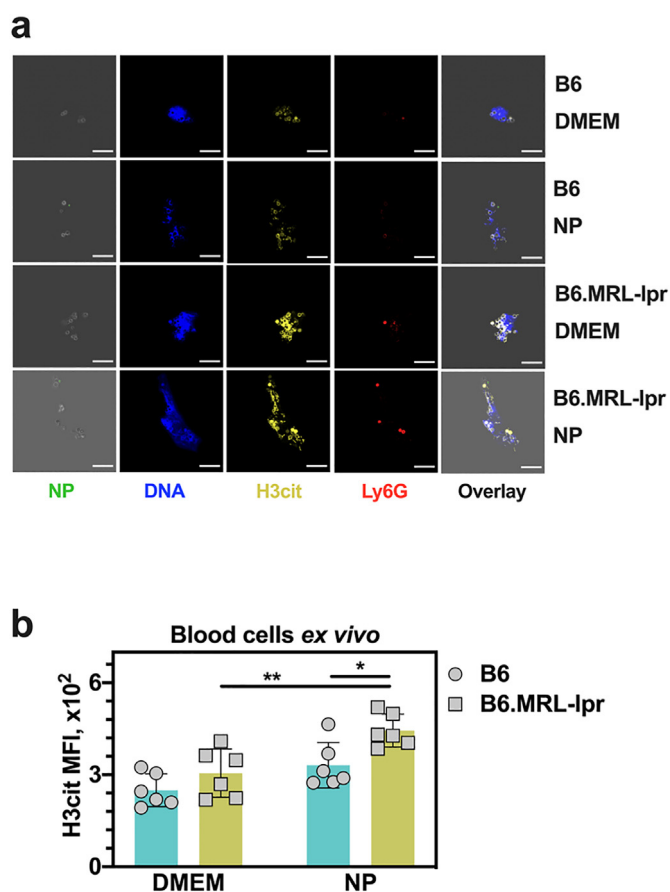 a
B6
DMEM
B6
NP
B6.MRL-lpr
DMEM
B6.MRL-lpr
NP
NP DNA H3cit Ly6G Overlay
b
Blood cells ex vivo
H3cit MFI, x10²
6
3
0
**
*
B6
B6.MRL-lpr
DMEM NP